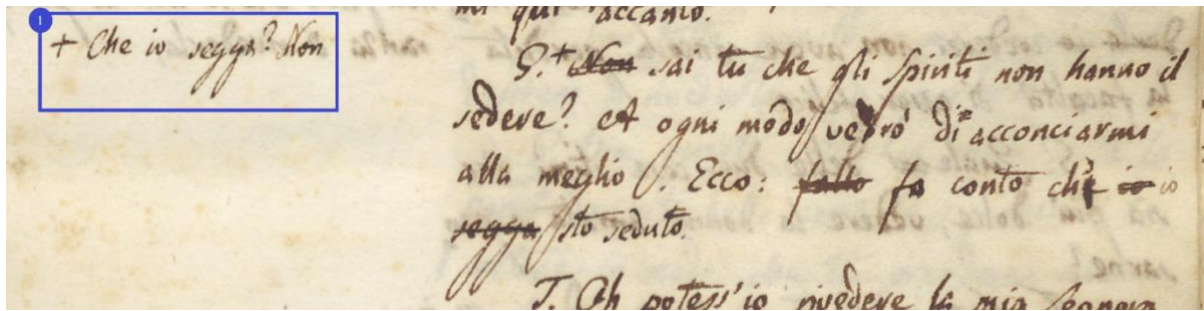 + Che io segga? Non
mi qui accanto.
G.+ Non sai tu che gli Spiriti non hanno il
sedere? A ogni modo vedrò di acconciarmi
alla meglio. Ecco: fatto fa conto ch' io io
segga sto seduto.
T. Oh potess'io rivedere la mia Leonora